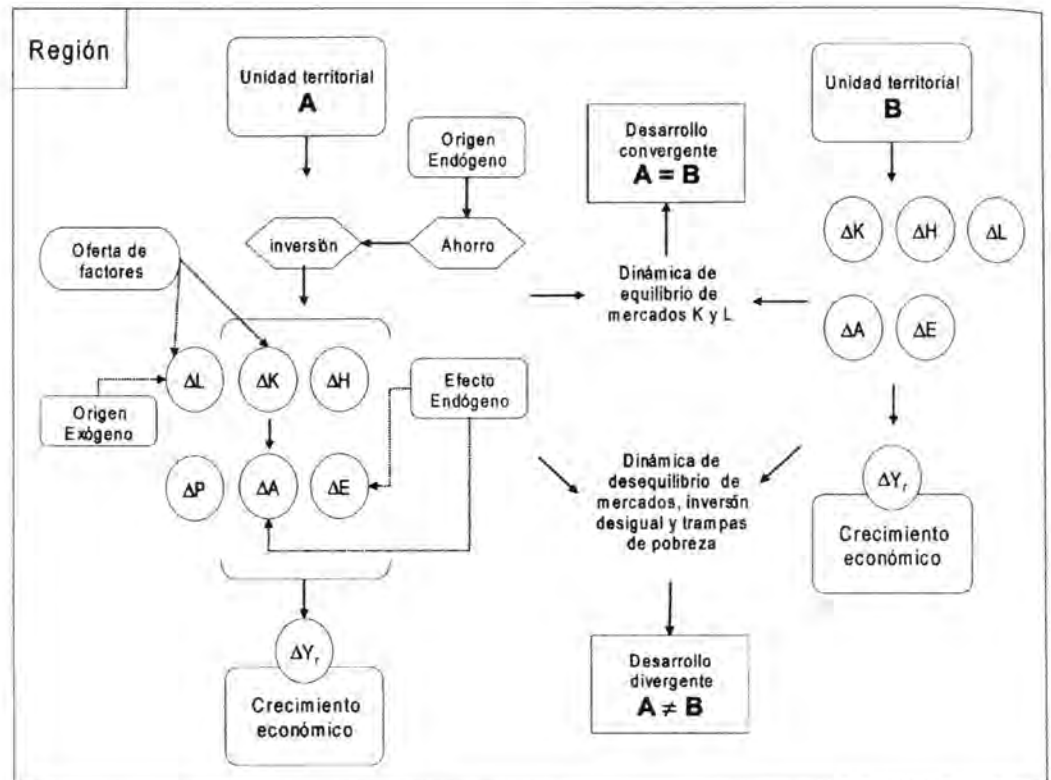 Región
Unidad territorial
A
Origen
Endógeno
inversión
Ahorro
Oferta de
factores
ΔL
ΔK
ΔH
Origen
Exógeno
Efecto
Endógeno
ΔP
ΔA
ΔE
ΔYr
Crecimiento
económico
Desarrollo
convergente
A = B
Dinámica de
equilibrio de
mercados K y L
Dinámica de
desequilibrio de
mercados, inversón
desigual y trampas
de pobreza
Desarrollo
divergente
A ≠ B
Unidad territorial
B
ΔK
ΔH
ΔL
ΔA
ΔE
ΔYr
Crecimiento
económico